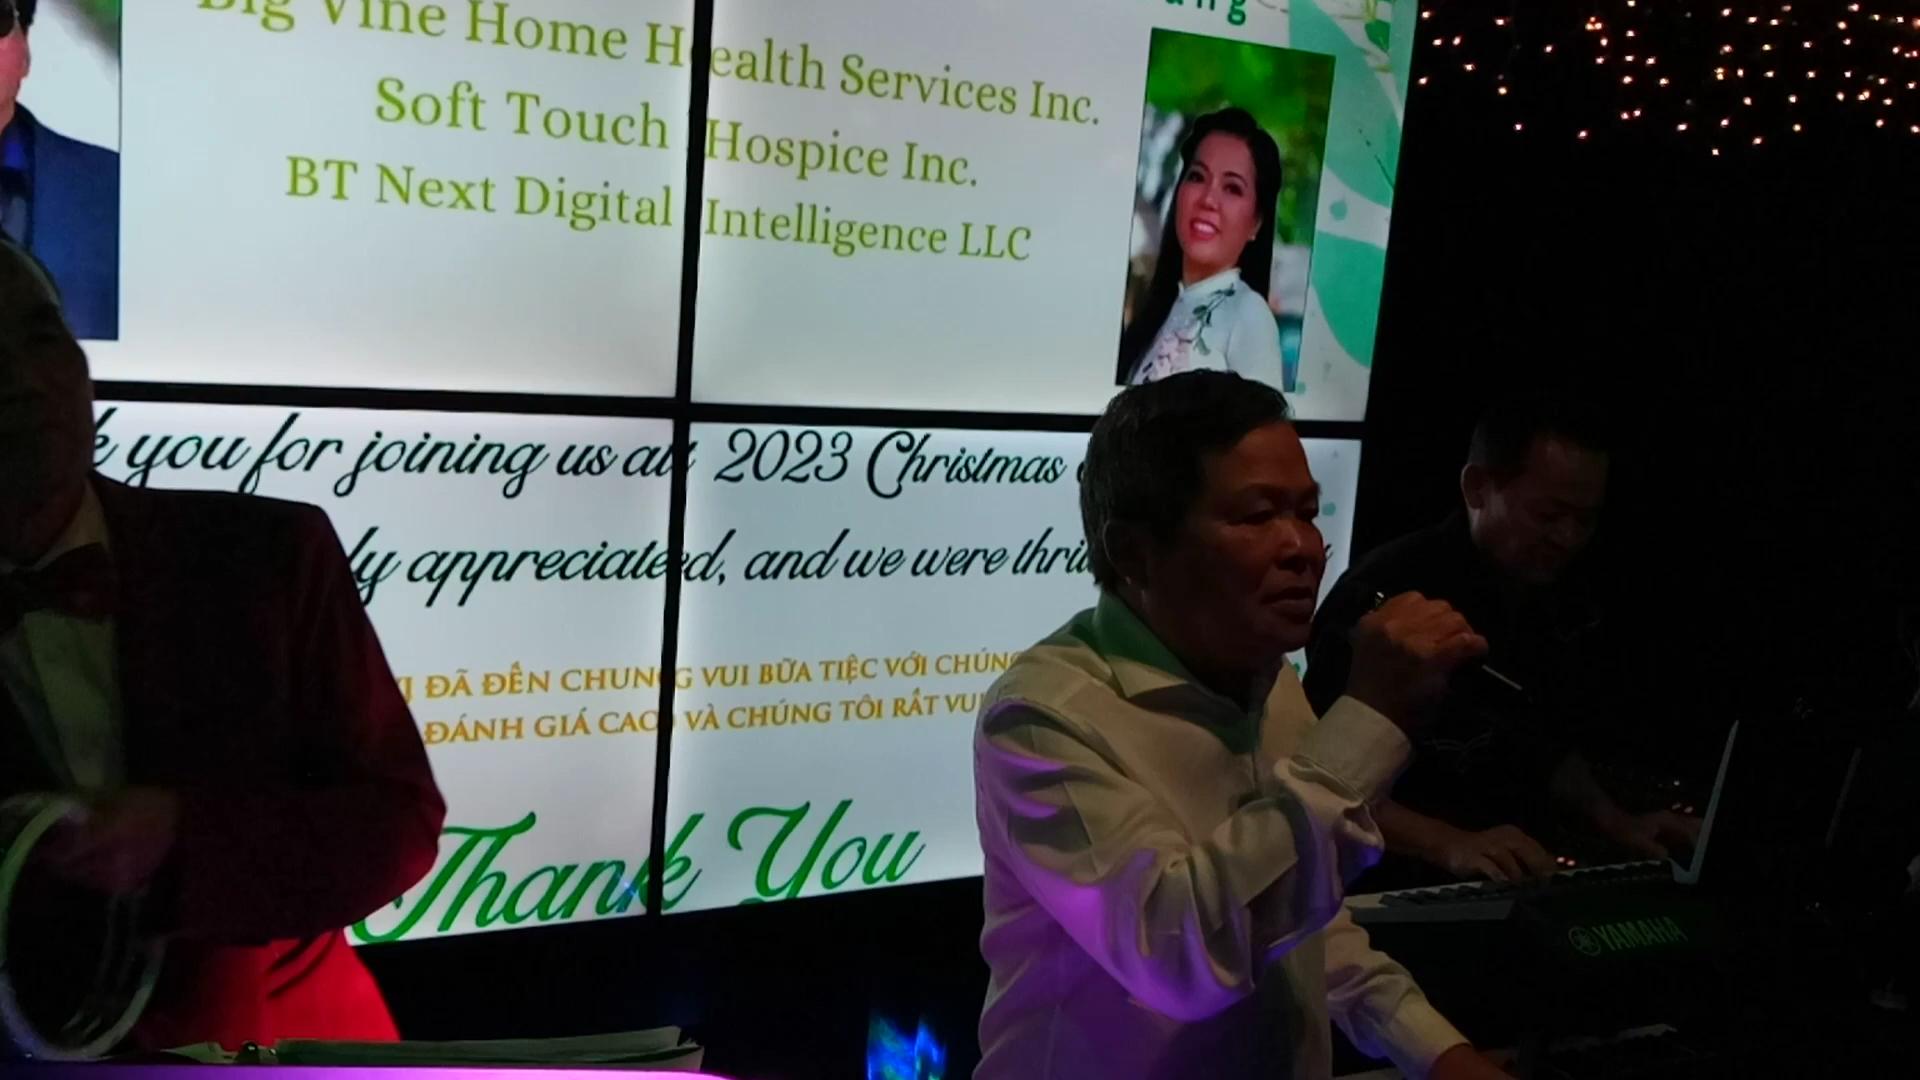 Big Vine Home Health Services Inc.
Soft Touch Hospice Inc.
BT Next Digital Intelligence LLC
you for joining us at 2023 Christmas
appreciated, and we were
ĐÃ ĐẾN CHUNG VUI BỮA TIỆC VỚI
ĐÁNH GIÁ CAO VÀ CHÚNG TÔI RẤT VUI
Thank You
YAMAHA